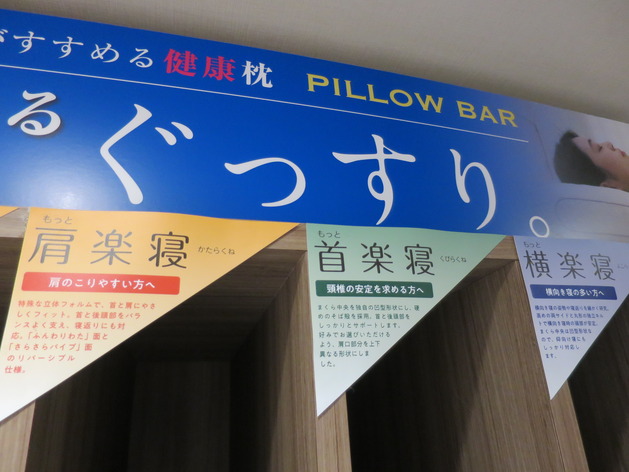 がすすめる健康枕 PILLOW BAR
るぐっすり。
もっと
肩楽寝 かたらくね
肩のこりやすい方へ
特殊な立体フォルムで、首と肩にやさ
しくフィット。首と後頭部をバラ
ンスよく支え、寝返りにも対
応。「ふんわりわた」面と
「さらさらパイプ」面
のリバーシブル
仕様。
もっと
首楽寝 くびらくね
頸椎の安定を求める方へ
まくら中央を独自の凹型形状にし、硬
めのそば殻を採用。首と後頭部を
しっかりとサポートします。
好みでお選びいただける
よう、肩口部分を上下
異なる形状にしま
した。
もっと
横楽寝
横向き寝の多い方へ